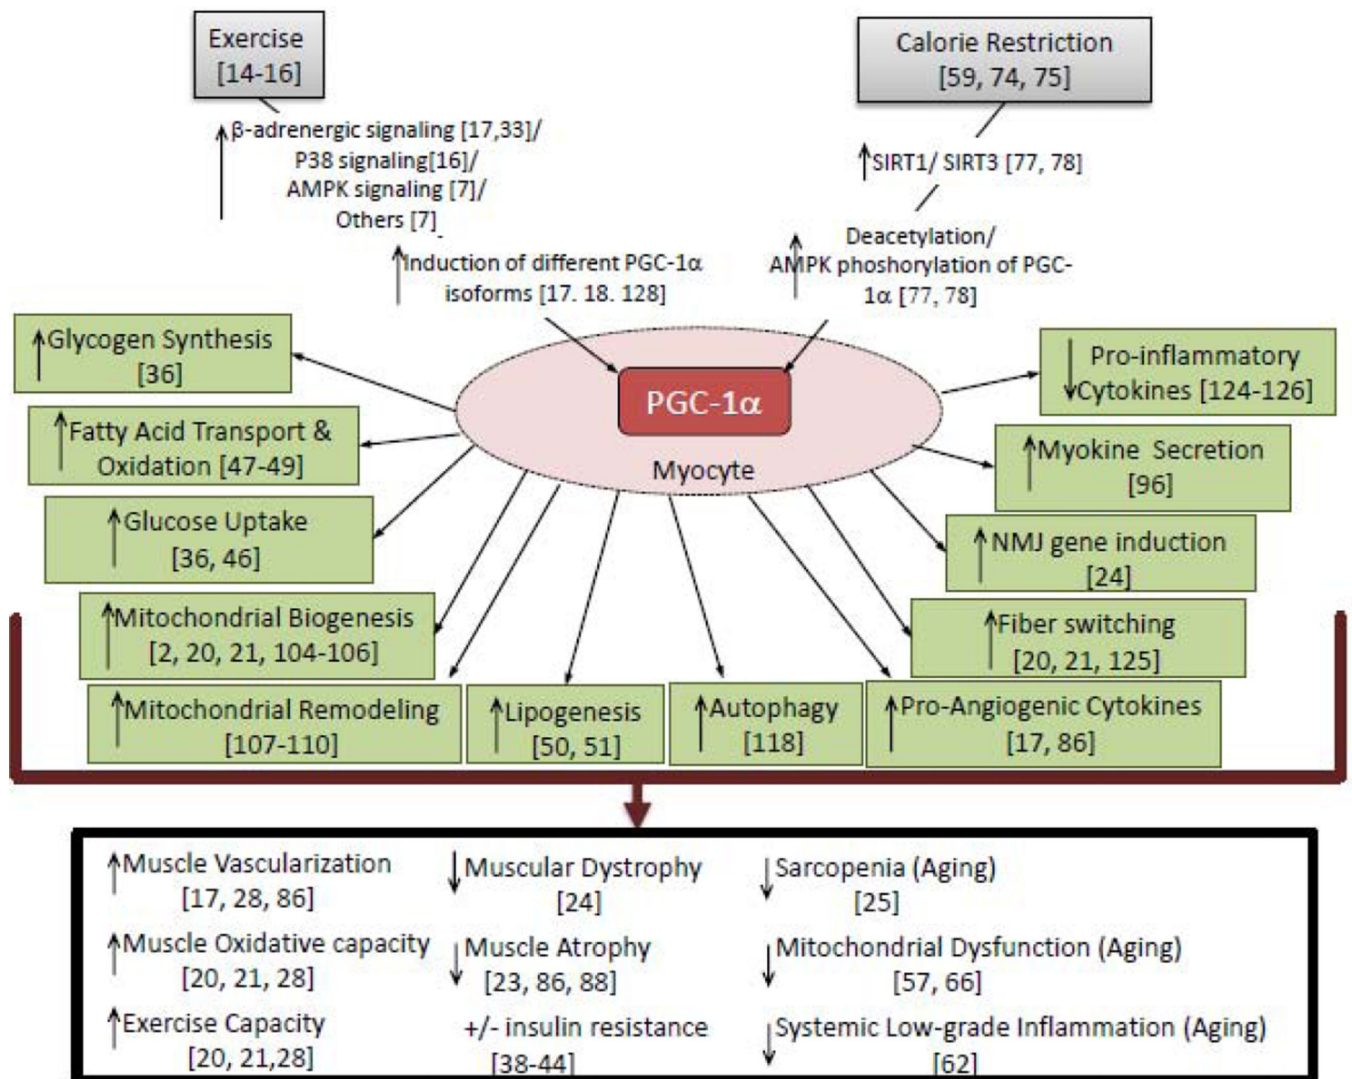 Exercise
[14-16]
Calorie Restriction
[59, 74, 75]
β-adrenergic signaling [17,33]/
P38 signaling[16]/
AMPK signaling [7]/
Others [7]
SIRT1/ SIRT3 [77, 78]
Induction of different PGC-1α
isoforms [17. 18. 128]
Deacetylation/
AMPK phoshorylation of PGC-
1α [77, 78]
PGC-1α
Myocyte
Glycogen Synthesis
[36]
Fatty Acid Transport &
Oxidation [47-49]
Glucose Uptake
[36, 46]
Mitochondrial Biogenesis
[2, 20, 21, 104-106]
Mitochondrial Remodeling
[107-110]
Lipogenesis
[50, 51]
Autophagy
[118]
Pro-Angiogenic Cytokines
[17, 86]
Fiber switching
[20, 21, 125]
NMJ gene induction
[24]
Myokine Secretion
[96]
Pro-inflammatory
Cytokines [124-126]
Muscle Vascularization
[17, 28, 86]
Muscle Oxidative capacity
[20, 21, 28]
Exercise Capacity
[20, 21,28]
Muscular Dystrophy
[24]
Muscle Atrophy
[23, 86, 88]
+/- insulin resistance
[38-44]
Sarcopenia (Aging)
[25]
Mitochondrial Dysfunction (Aging)
[57, 66]
Systemic Low-grade Inflammation (Aging)
[62]